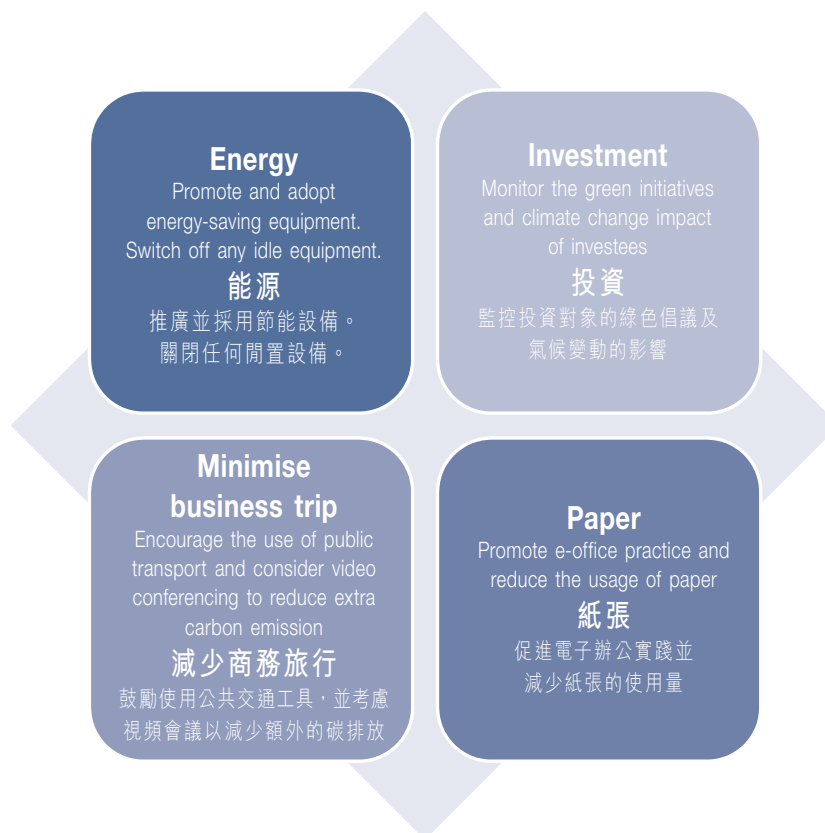 Energy
Promote and adopt
energy-saving equipment.
Switch off any idle equipment.
能源
推廣並採用節能設備。
關閉任何閒置設備。
Investment
Monitor the green initiatives
and climate change impact
of investees
投資
監控投資對象的綠色倡議及
氣候變動的影響
Minimise
business trip
Encourage the use of public
transport and consider video
conferencing to reduce extra
carbon emission
減少商務旅行
鼓勵使用公共交通工具，並考慮
視頻會議以減少額外的碳排放
Paper
Promote e-office practice and
reduce the usage of paper
紙張
促進電子辦公實踐並
減少紙張的使用量